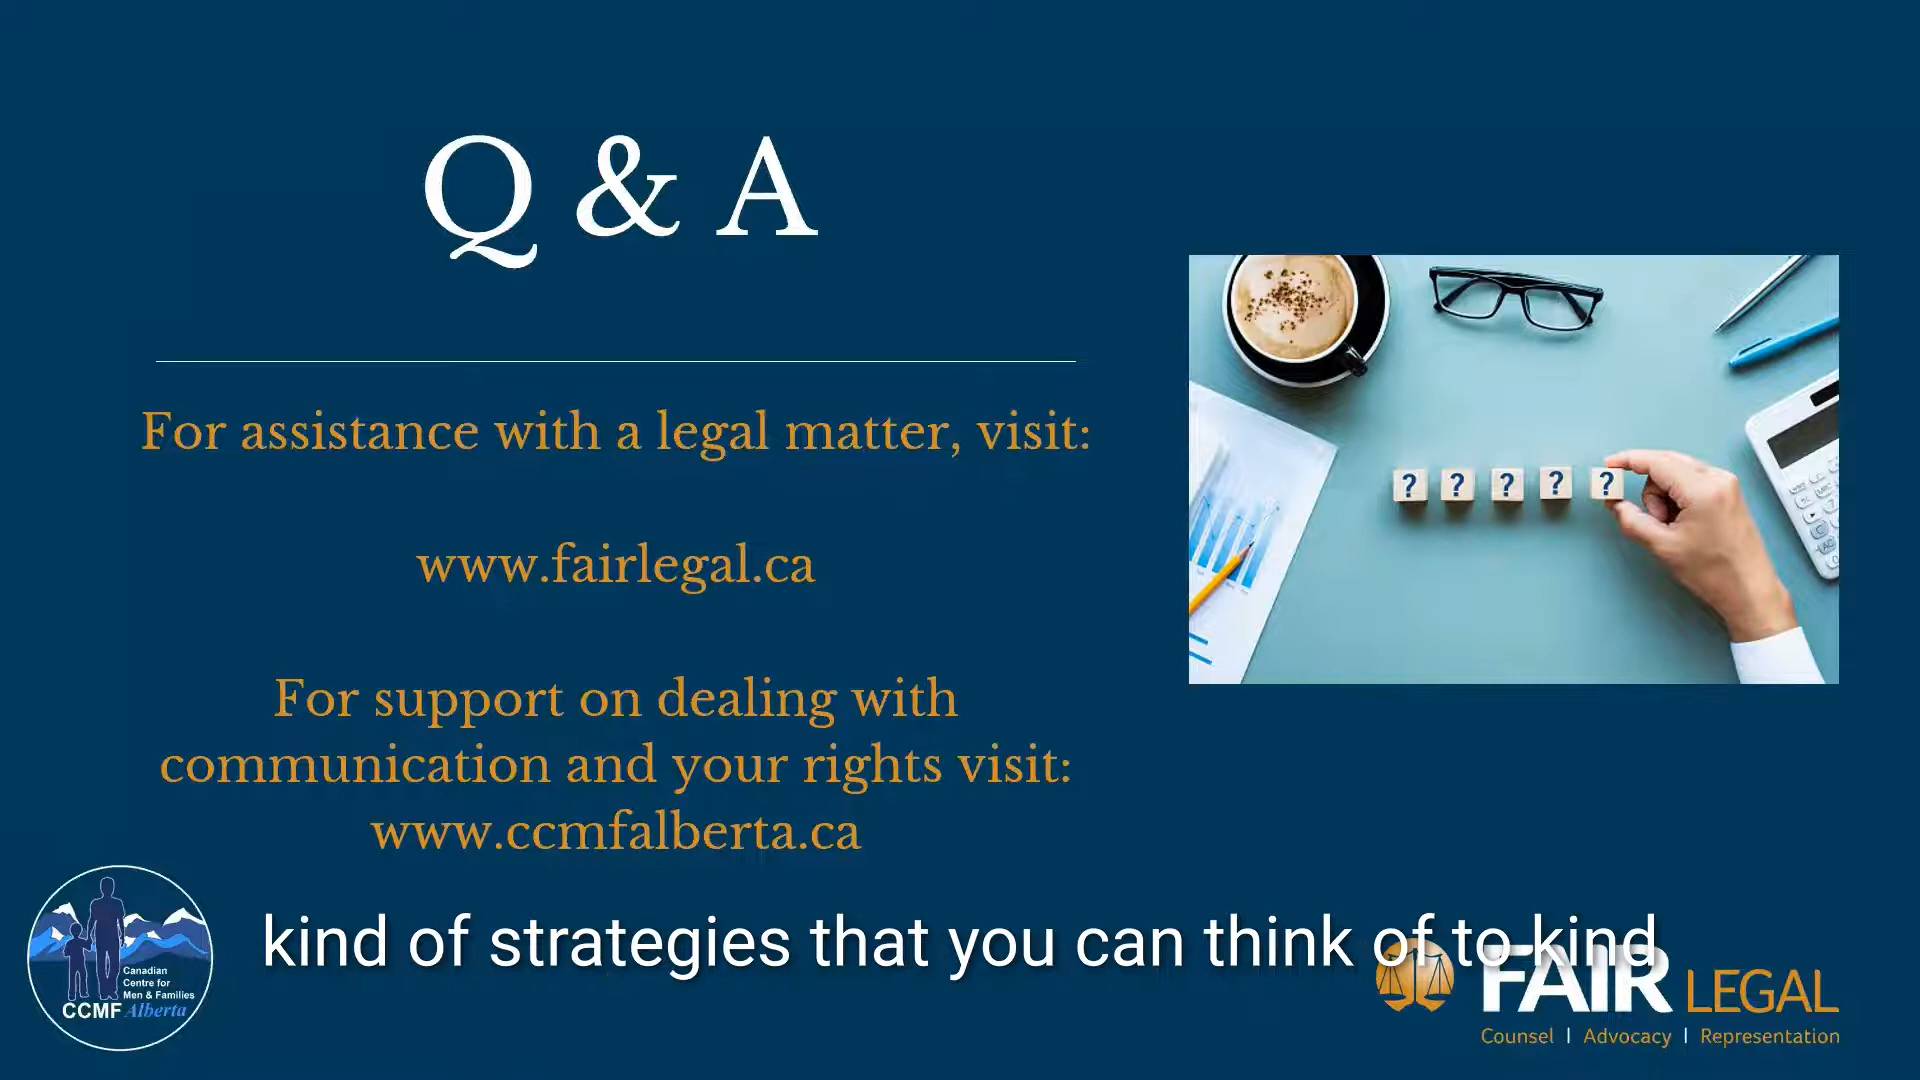 Q & A
For assistance with a legal matter, visit:
www.fairlegal.ca
For support on dealing with
communication and your rights visit:
www.ccmfalberta.ca
? ? ? ? ?
kind of strategies that you can think of to kind
Canadian
Centre for
Men & Families
CCMF Alberta
FAIR LEGAL
Counsel | Advocacy | Representation